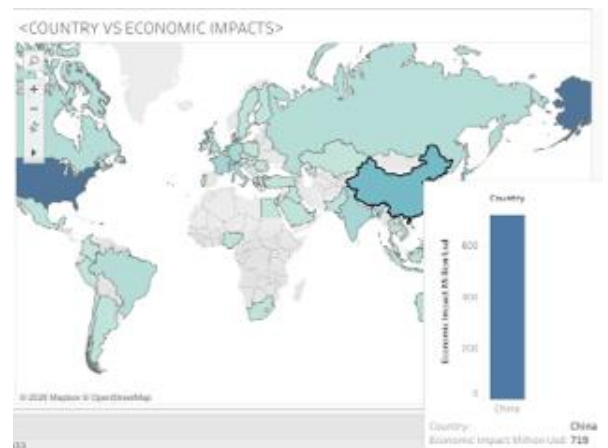 <COUNTRY VS ECONOMIC IMPACTS>
Country
Economic Impact Million Usd
600
400
200
0
China
© 2026 Mapbox © OpenStreetMap
Country: China
Economic Impact Million Usd: 719